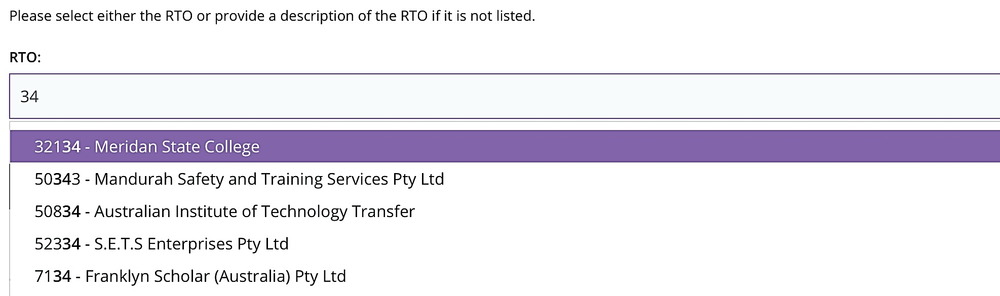 Please select either the RTO or provide a description of the RTO if it is not listed.
RTO:
34
32134 - Meridan State College
50343 - Mandurah Safety and Training Services Pty Ltd
50834 - Australian Institute of Technology Transfer
52334 - S.E.T.S Enterprises Pty Ltd
7134 - Franklyn Scholar (Australia) Pty Ltd